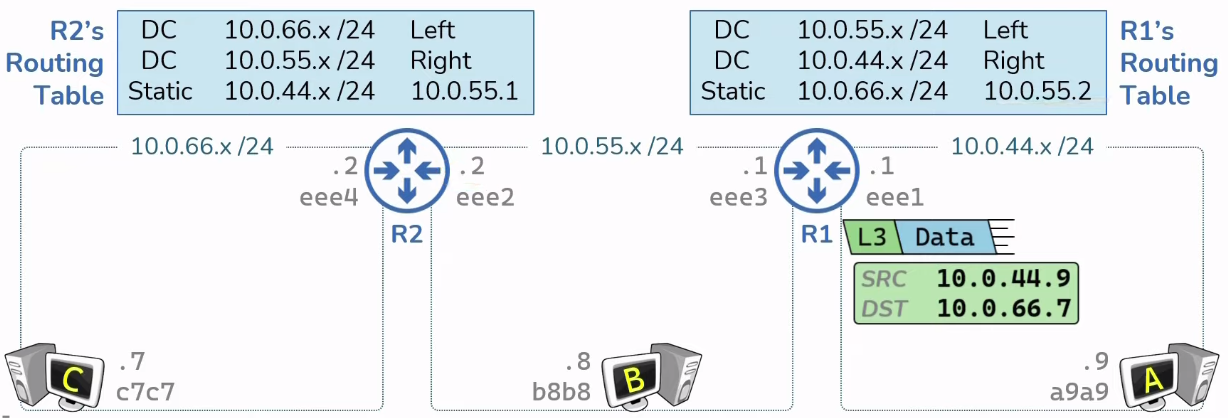 R2's
Routing
Table
DC 10.0.66.x /24 Left
DC 10.0.55.x /24 Right
Static 10.0.44.x /24 10.0.55.1
DC 10.0.55.x /24 Left
DC 10.0.44.x /24 Right
Static 10.0.66.x /24 10.0.55.2
R1's
Routing
Table
10.0.66.x /24
10.0.55.x /24
10.0.44.x /24
.2
eee4
.2
eee2
R2
.1
eee3
.1
eee1
R1
L3 Data
SRC 10.0.44.9
DST 10.0.66.7
C
.7
c7c7
.8
b8b8
B
.9
a9a9
A